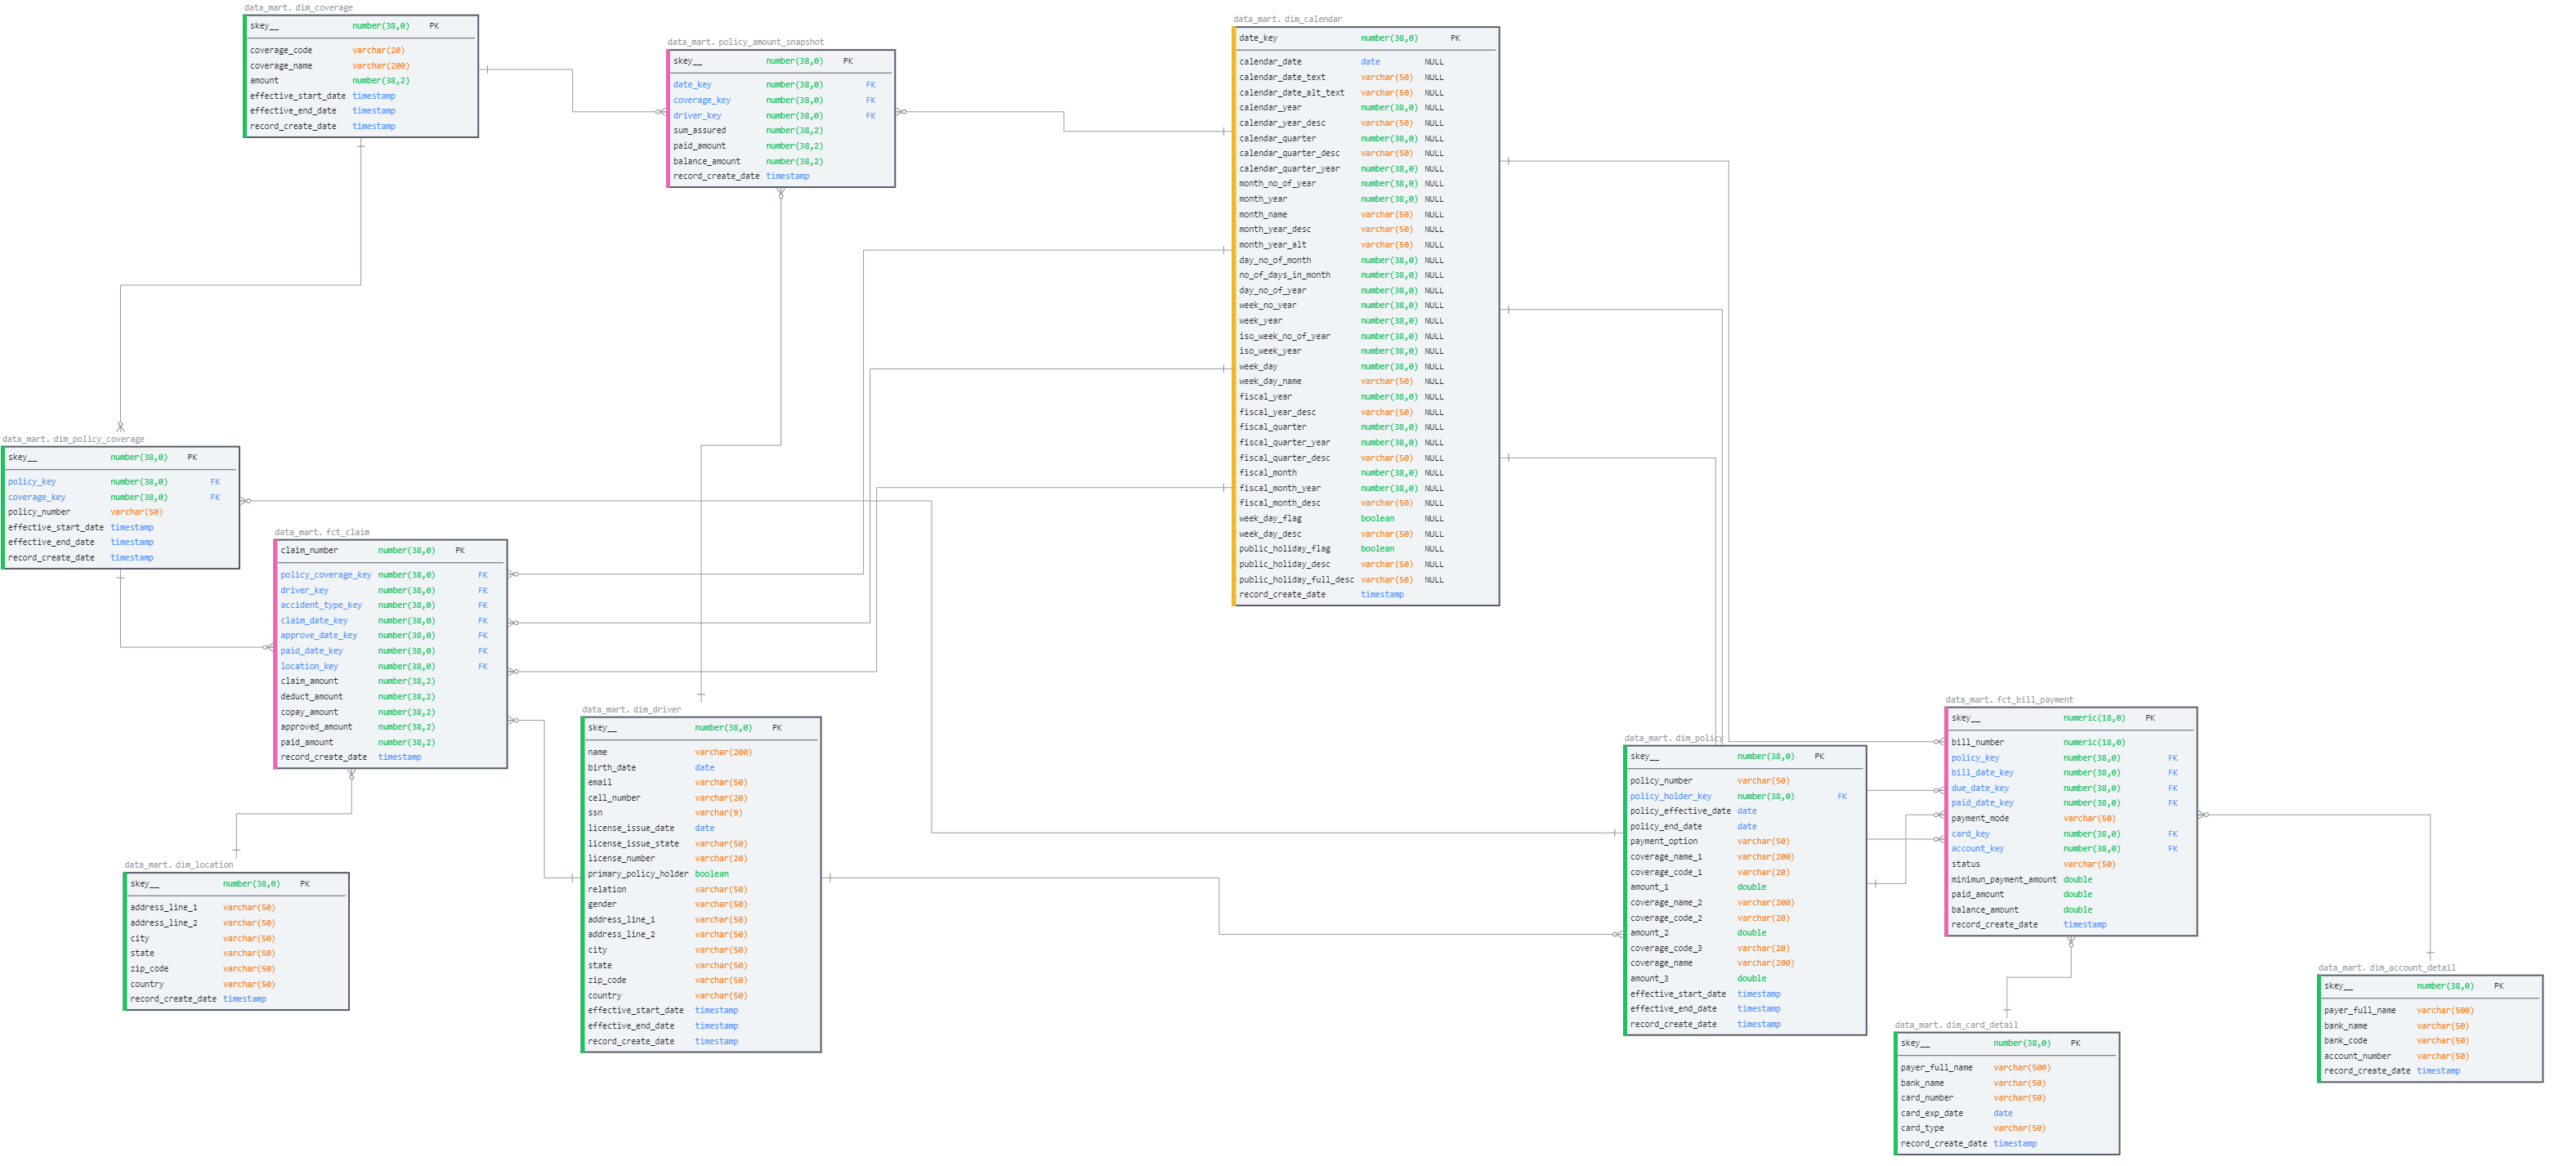 data_mart. dim_coverage
skey__ number(38,0) PK
coverage_code varchar(20)
coverage_name varchar(200)
amount number(38,2)
effective_start_date timestamp
effective_end_date timestamp
record_create_date timestamp
data_mart. policy_amount_snapshot
skey__ number(38,0) PK
date_key number(38,0) FK
coverage_key number(38,0) FK
driver_key number(38,0) FK
sum_assured number(38,2)
paid_amount number(38,2)
balance_amount number(38,2)
record_create_date timestamp
data_mart. dim_calendar
date_key number(38,0) PK
calendar_date date NULL
calendar_date_text varchar(50) NULL
calendar_date_alt_text varchar(50) NULL
calendar_year number(38,0) NULL
calendar_year_desc varchar(50) NULL
calendar_quarter number(38,0) NULL
calendar_quarter_desc varchar(50) NULL
calendar_quarter_year number(38,0) NULL
month_no_of_year number(38,0) NULL
month_year number(38,0) NULL
month_name varchar(50) NULL
month_year_desc varchar(50) NULL
month_year_alt varchar(50) NULL
day_no_of_month number(38,0) NULL
no_of_days_in_month number(38,0) NULL
day_no_of_year number(38,0) NULL
week_no_year number(38,0) NULL
week_year number(38,0) NULL
iso_week_no_of_year number(38,0) NULL
iso_week_year number(38,0) NULL
week_day number(38,0) NULL
week_day_name varchar(50) NULL
fiscal_year number(38,0) NULL
fiscal_year_desc varchar(50) NULL
fiscal_quarter number(38,0) NULL
fiscal_quarter_year number(38,0) NULL
fiscal_quarter_desc varchar(50) NULL
fiscal_month number(38,0) NULL
fiscal_month_year number(38,0) NULL
fiscal_month_desc varchar(50) NULL
week_day_flag boolean NULL
week_day_desc varchar(50) NULL
public_holiday_flag boolean NULL
public_holiday_desc varchar(50) NULL
public_holiday_full_desc varchar(50) NULL
record_create_date timestamp
data_mart. dim_policy_coverage
skey__ number(38,0) PK
policy_key number(38,0) FK
coverage_key number(38,0) FK
policy_number varchar(50)
effective_start_date timestamp
effective_end_date timestamp
record_create_date timestamp
data_mart. fct_claim
claim_number number(38,0) PK
policy_coverage_key number(38,0) FK
driver_key number(38,0) FK
accident_type_key number(38,0) FK
claim_date_key number(38,0) FK
approve_date_key number(38,0) FK
paid_date_key number(38,0) FK
location_key number(38,0) FK
claim_amount number(38,2)
deduct_amount number(38,2)
copay_amount number(38,2)
approved_amount number(38,2)
paid_amount number(38,2)
record_create_date timestamp
data_mart. dim_driver
skey__ number(38,0) PK
name varchar(200)
birth_date date
email varchar(50)
cell_number varchar(20)
ssn varchar(9)
license_issue_date date
license_issue_state varchar(50)
license_number varchar(20)
primary_policy_holder boolean
relation varchar(50)
gender varchar(50)
address_line_1 varchar(50)
address_line_2 varchar(50)
city varchar(50)
state varchar(50)
zip_code varchar(50)
country varchar(50)
effective_start_date timestamp
effective_end_date timestamp
record_create_date timestamp
data_mart. dim_location
skey__ number(38,0) PK
address_line_1 varchar(50)
address_line_2 varchar(50)
city varchar(50)
state varchar(50)
zip_code varchar(50)
country varchar(50)
record_create_date timestamp
data_mart. dim_policy
skey__ number(38,0) PK
policy_number varchar(50)
policy_holder_key number(38,0) FK
policy_effective_date date
policy_end_date date
payment_option varchar(50)
coverage_name_1 varchar(200)
coverage_code_1 varchar(20)
amount_1 double
coverage_name_2 varchar(200)
coverage_code_2 varchar(20)
amount_2 double
coverage_code_3 varchar(20)
coverage_name varchar(200)
amount_3 double
effective_start_date timestamp
effective_end_date timestamp
record_create_date timestamp
data_mart. fct_bill_payment
skey__ numeric(18,0) PK
bill_number numeric(18,0)
policy_key number(38,0) FK
bill_date_key number(38,0) FK
due_date_key number(38,0) FK
paid_date_key number(38,0) FK
payment_mode varchar(50)
card_key number(38,0) FK
account_key number(38,0) FK
status varchar(50)
minimun_payment_amount double
paid_amount double
balance_amount double
record_create_date timestamp
data_mart. dim_account_detail
skey__ number(38,0) PK
payer_full_name varchar(500)
bank_name varchar(50)
bank_code varchar(50)
account_number varchar(50)
record_create_date timestamp
data_mart. dim_card_detail
skey__ number(38,0) PK
payer_full_name varchar(500)
bank_name varchar(50)
card_number varchar(50)
card_exp_date date
card_type varchar(50)
record_create_date timestamp